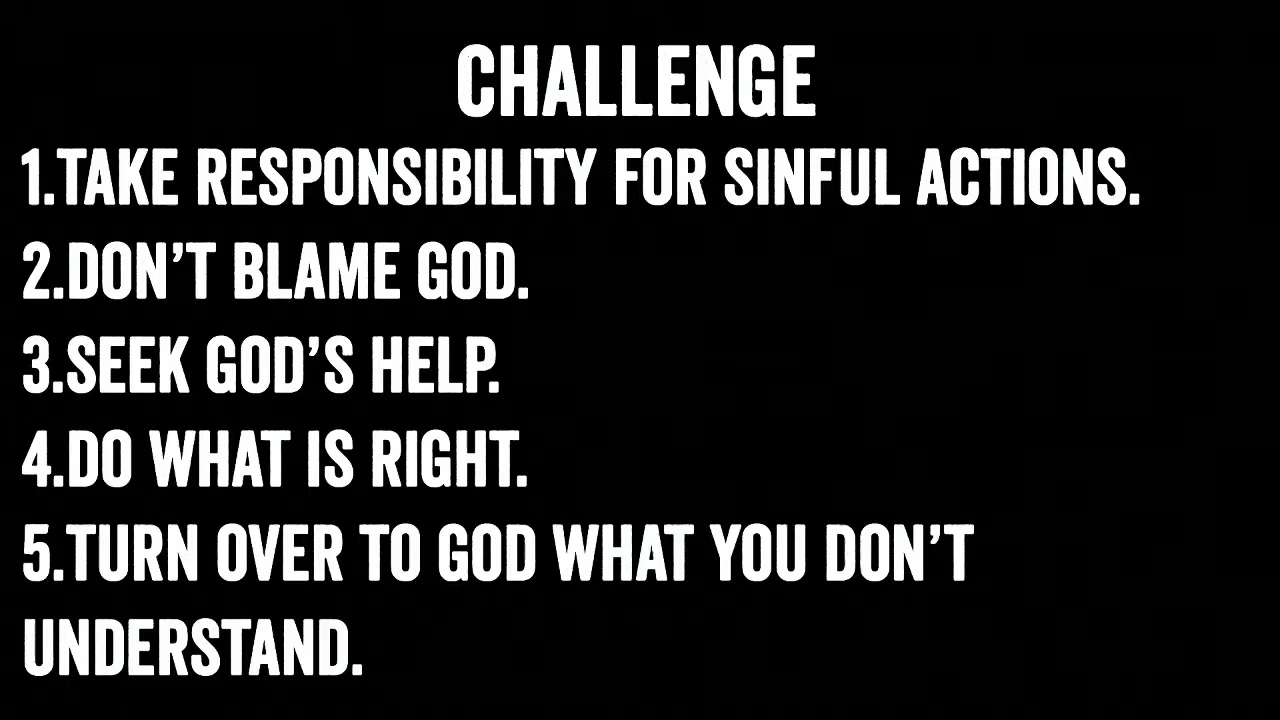 CHALLENGE
1.TAKE RESPONSIBILITY FOR SINFUL ACTIONS.
2.DON’T BLAME GOD.
3.SEEK GOD’S HELP.
4.DO WHAT IS RIGHT.
5.TURN OVER TO GOD WHAT YOU DON’T
UNDERSTAND.